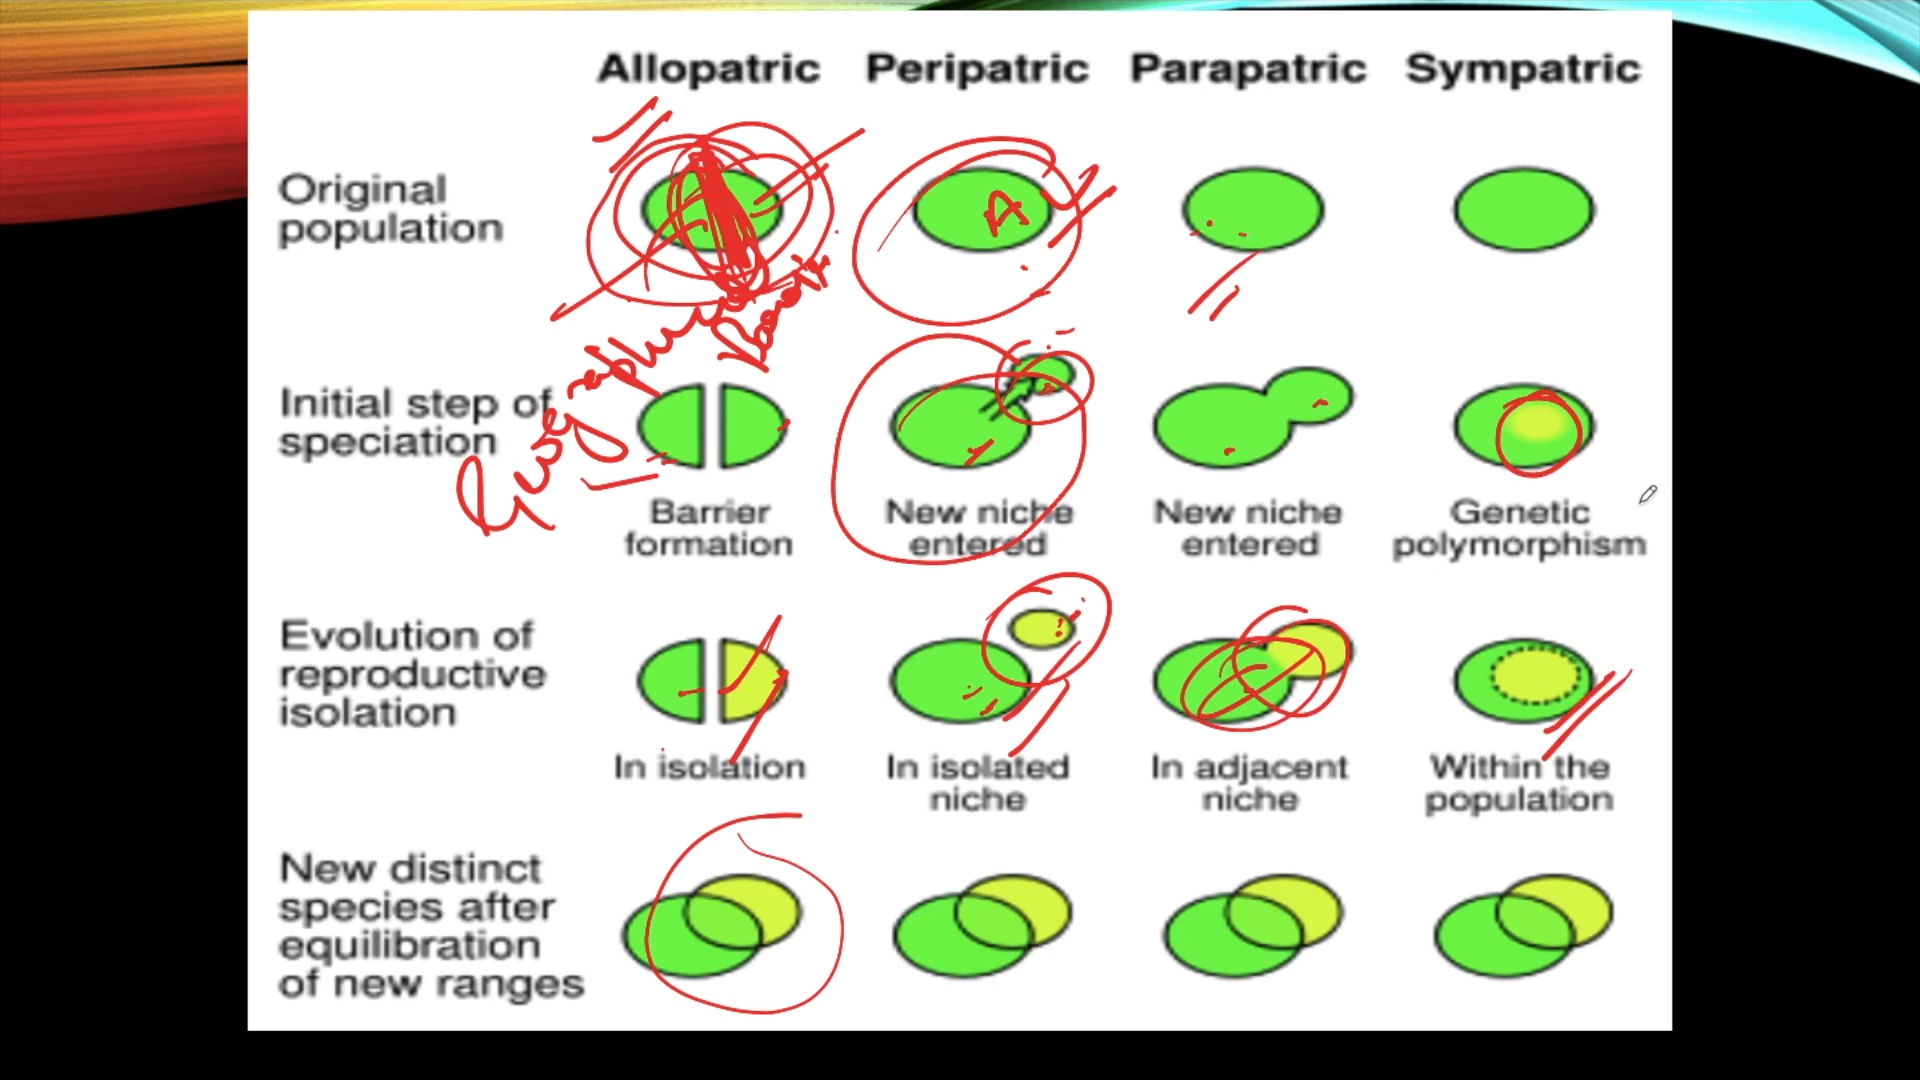 Allopatric Peripatric Parapatric Sympatric
Original
population
A
Geographical
Barrier
Initial step of
speciation
Barrier
formation
New niche
entered
New niche
entered
Genetic
polymorphism
Evolution of
reproductive
isolation
In isolation
In isolated
niche
In adjacent
niche
Within the
population
New distinct
species after
equilibration
of new ranges